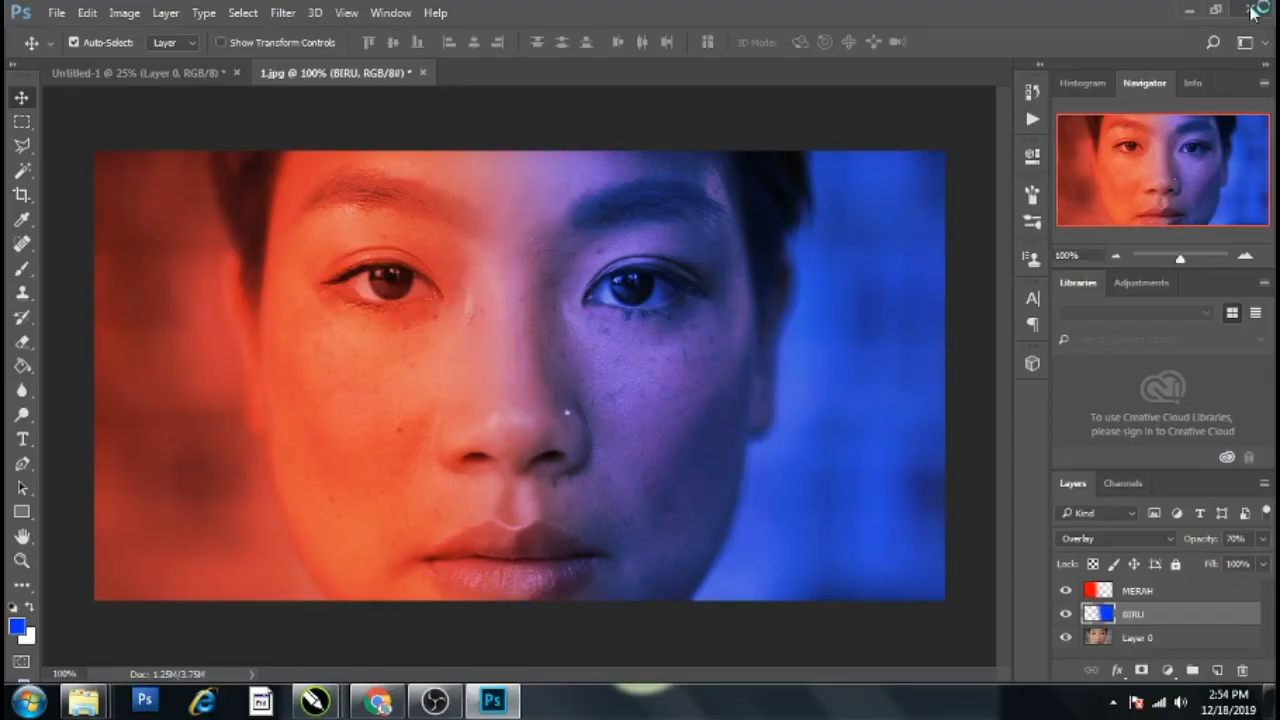 Ps File Edit Image Layer Type Select Filter 3D View Window Help
Auto-Select: Layer Show Transform Controls 3D Mode:
Untitled-1 @ 25% (Layer 0, RGB/8) * × 1.jpg @ 100% (BIRU, RGB/8#) * ×
Histogram Navigator Info
100%
Libraries Adjustments
To use Creative Cloud Libraries,
please sign in to Creative Cloud
Layers Channels
Kind
Overlay Opacity: 70%
Lock: Fill: 100%
MERAH
BIRU
Layer 0
100% Doc: 1.25M/3.75M
Ps Ps
2:54 PM
12/18/2019